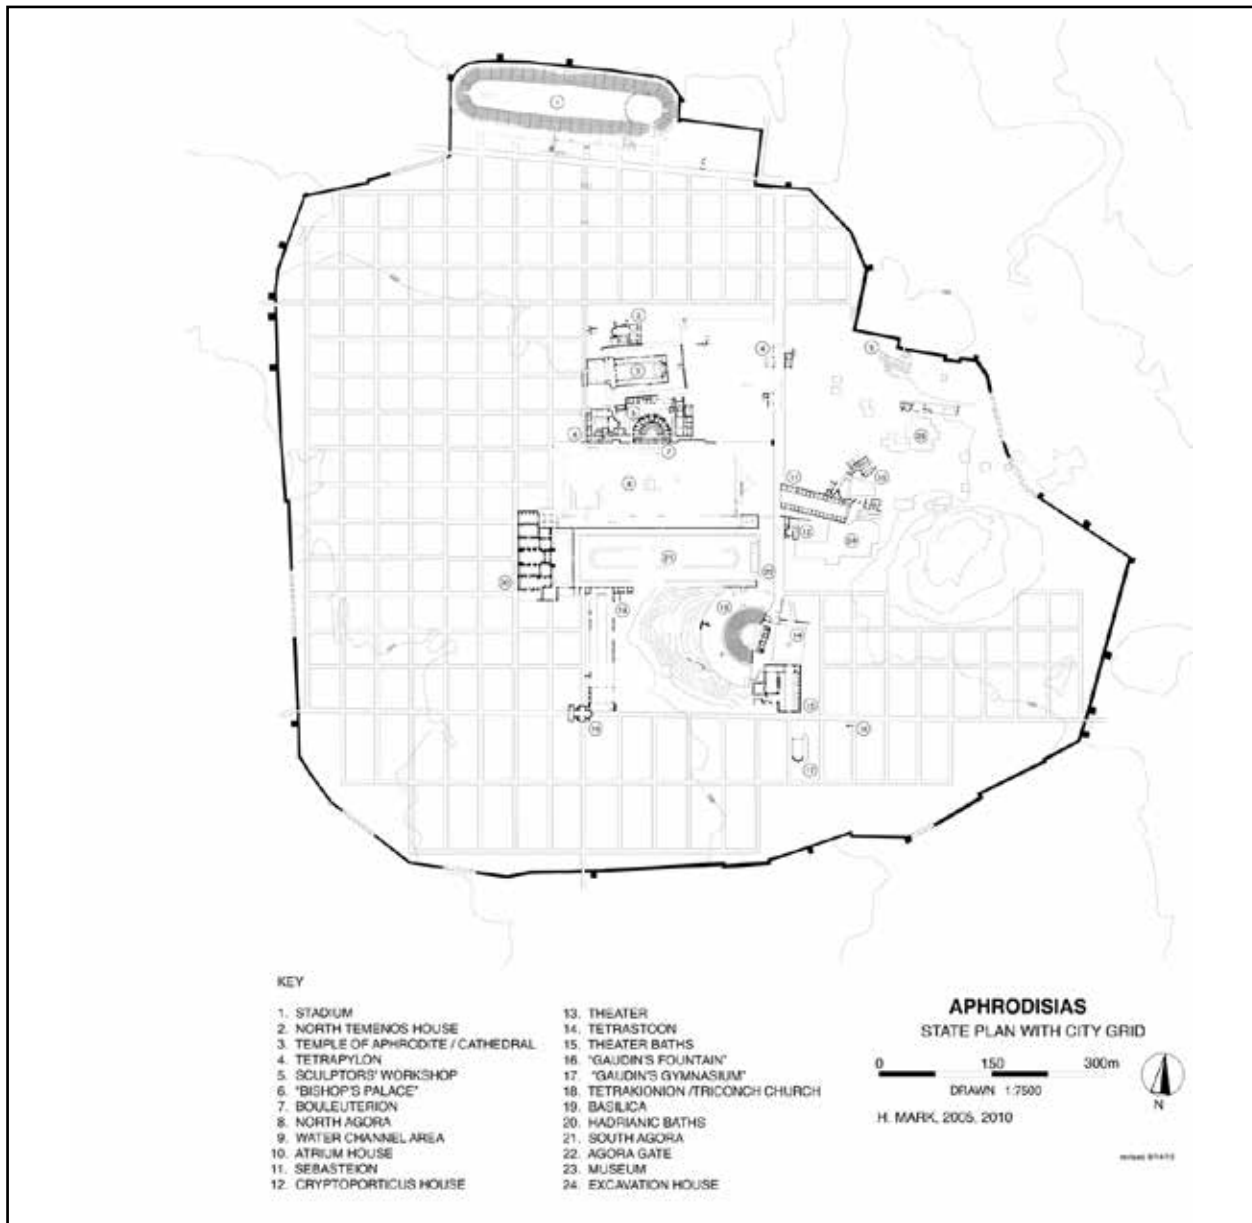 KEY
1. STADIUM
2. NORTH TEMENOS HOUSE
3. TEMPLE OF APHRODITE / CATHEDRAL
4. TETRAPYLON
5. SCULPTORS' WORKSHOP
6. "BISHOP'S PALACE"
7. BOULEUTERION
8. NORTH AGORA
9. WATER CHANNEL AREA
10. ATRIUM HOUSE
11. SEBASTEION
12. CRYPTOPORTICUS HOUSE
13. THEATER
14. TETRASTOON
15. THEATER BATHS
16. "GAUDIN'S FOUNTAIN"
17. "GAUDIN'S GYMNASIUM"
18. TETRAKIONION /TRICONCH CHURCH
19. BASILICA
20. HADRIANIC BATHS
21. SOUTH AGORA
22. AGORA GATE
23. MUSEUM
24. EXCAVATION HOUSE
APHRODISIAS
STATE PLAN WITH CITY GRID
0 150 300m
DRAWN 1:7500
N
H. MARK, 2005, 2010